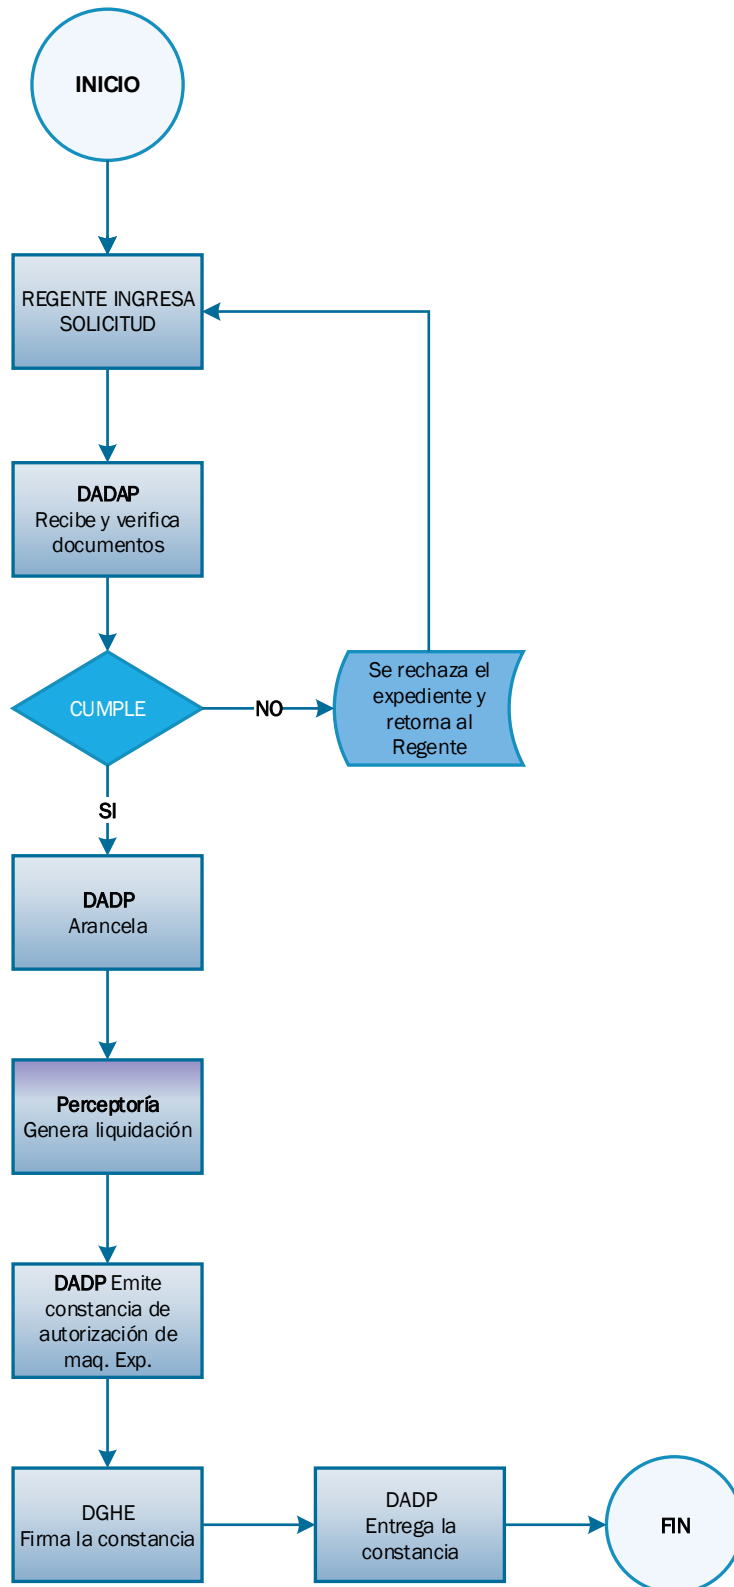 INICIO
REGENTE INGRESA
SOLICITUD
DADAP
Recibe y verifica
documentos
CUMPLE
NO
Se rechaza el
expediente y
retorna al
Regente
SI
DADP
Arancela
Perceptoría
Genera liquidación
DADP Emite
constancia de
autorización de
maq. Exp.
DGHE
Firma la constancia
DADP
Entrega la
constancia
FIN